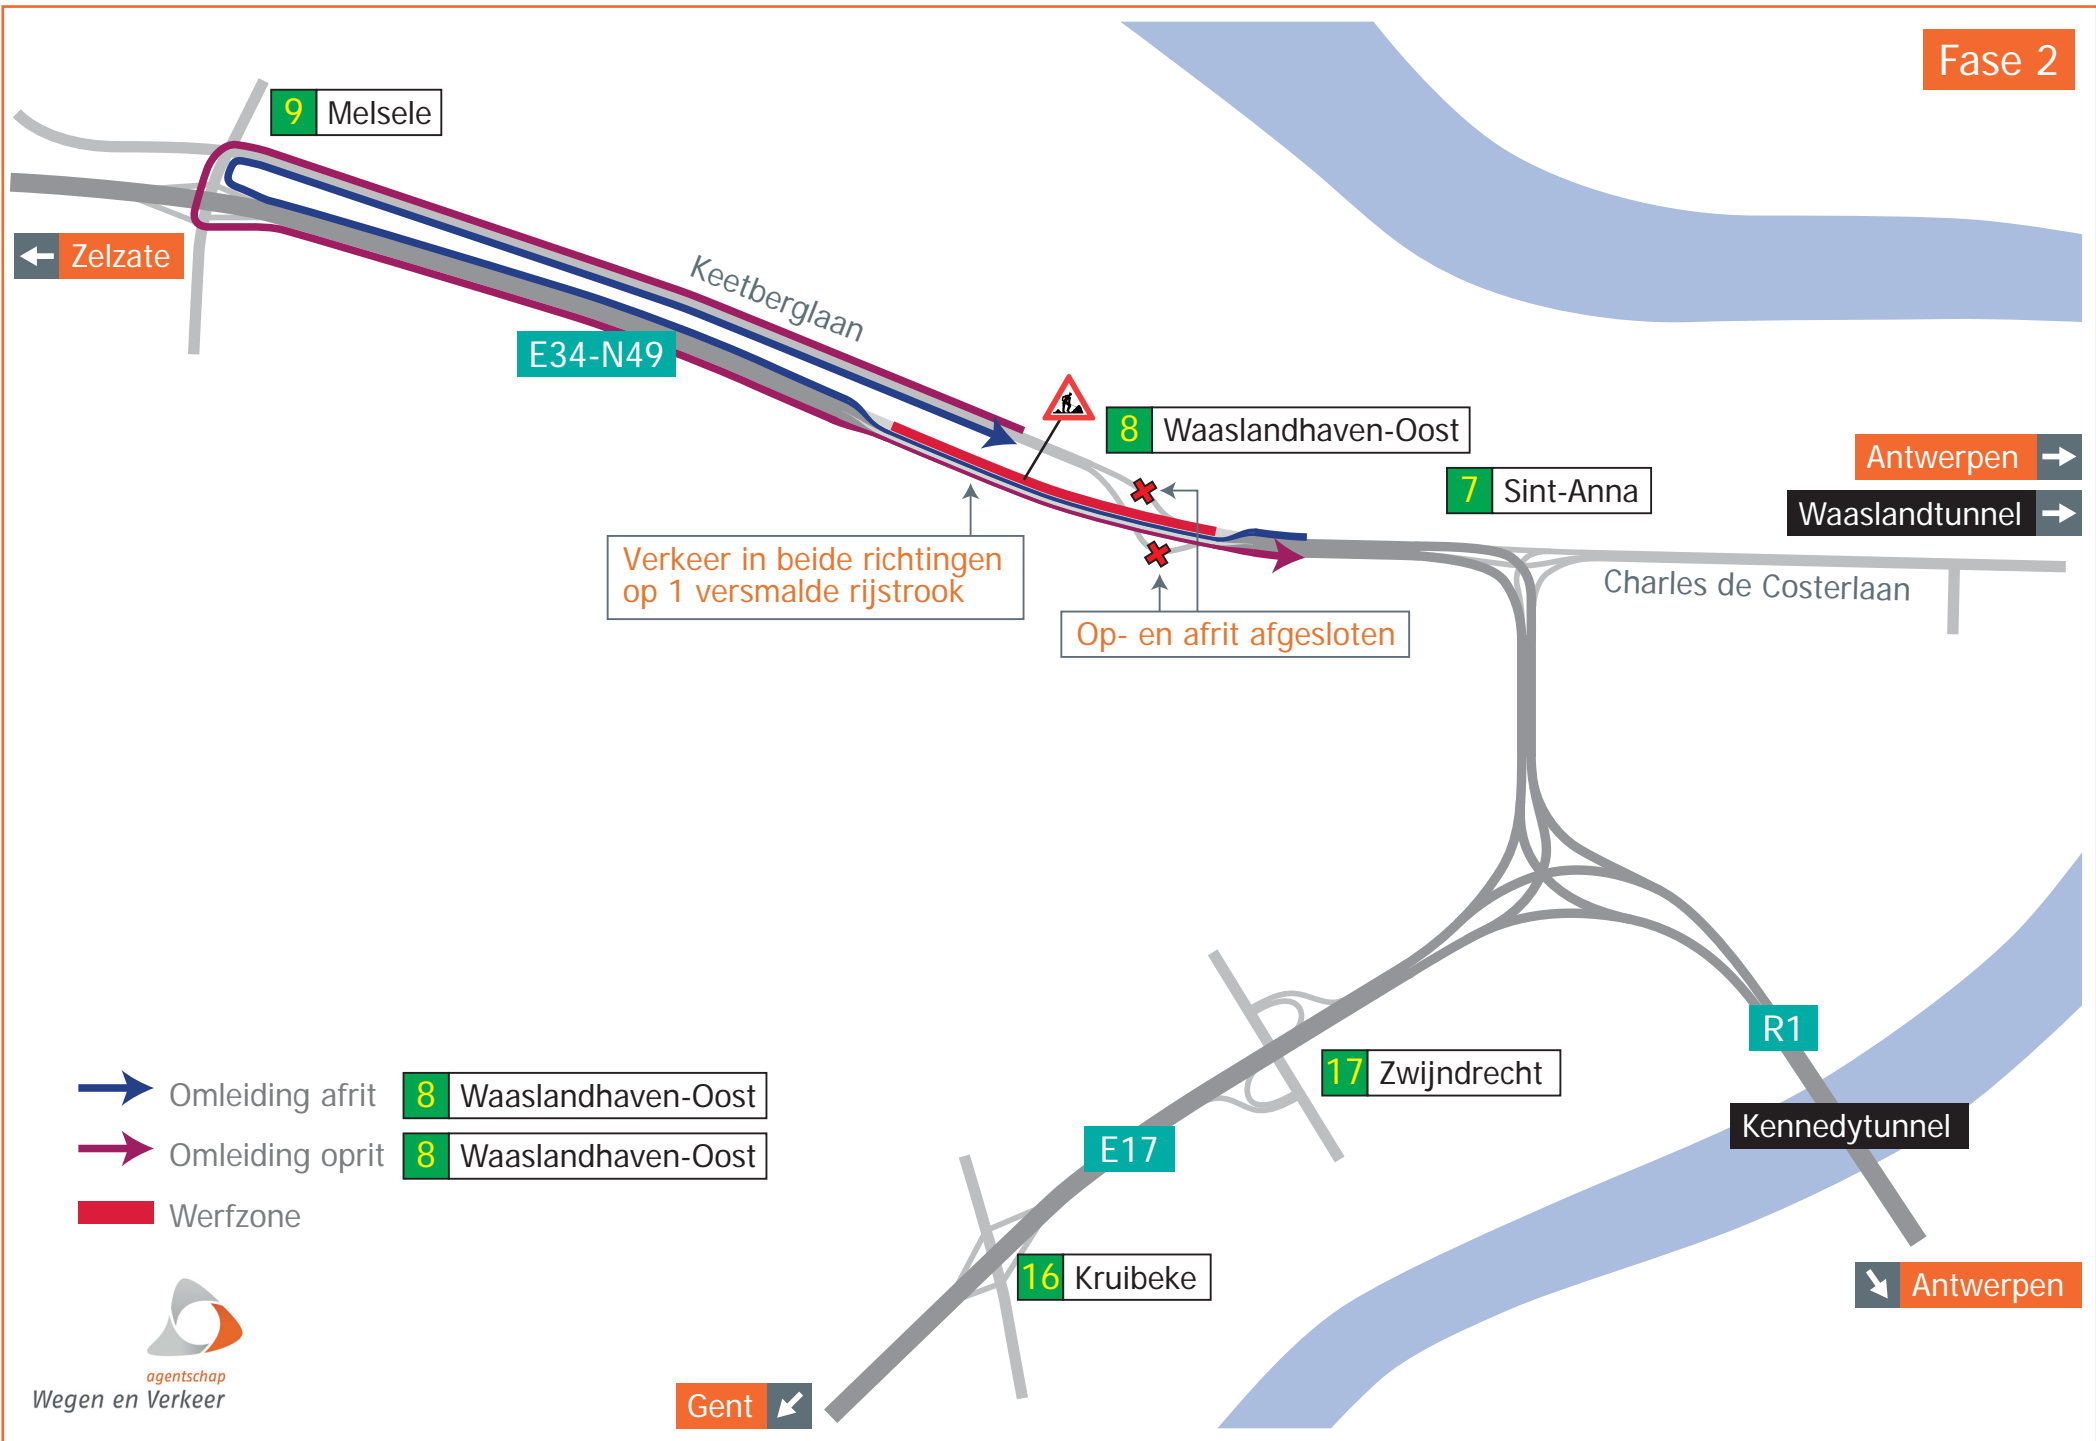 Fase 2
9 Melsele
← Zelzate
Keetberglaan
E34-N49
8 Waaslandhaven-Oost
Antwerpen →
7 Sint-Anna
Waaslandtunnel →
Verkeer in beide richtingen
op 1 versmalde rijstrook
Charles de Costerlaan
Op- en afrit afgesloten
R1
17 Zwijndrecht
Omleiding afrit 8 Waaslandhaven-Oost
Kennedytunnel
E17
Omleiding oprit 8 Waaslandhaven-Oost
Werfzone
16 Kruibeke
↘ Antwerpen
agentschap
Wegen en Verkeer
Gent ↙